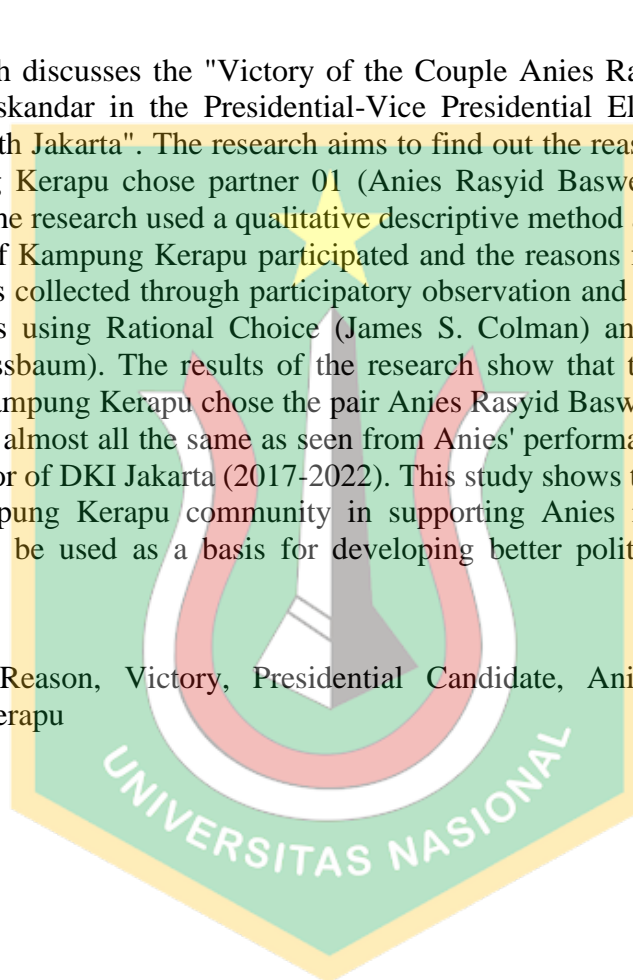 h discusses the "Victory of the Couple Anies Ra
skandar in the Presidential-Vice Presidential El
th Jakarta". The research aims to find out the reas
Kerapu chose partner 01 (Anies Rasyid Baswe
he research used a qualitative descriptive method
f Kampung Kerapu participated and the reasons
s collected through participatory observation and
s using Rational Choice (James S. Colman) an
ssbaum). The results of the research show that t
ampung Kerapu chose the pair Anies Rasyid Basw
almost all the same as seen from Anies' performa
or of DKI Jakarta (2017-2022). This study shows t
pung Kerapu community in supporting Anies
be used as a basis for developing better polit
Reason, Victory, Presidential Candidate, Ani
erapu
UNIVERSITAS NASIONAL